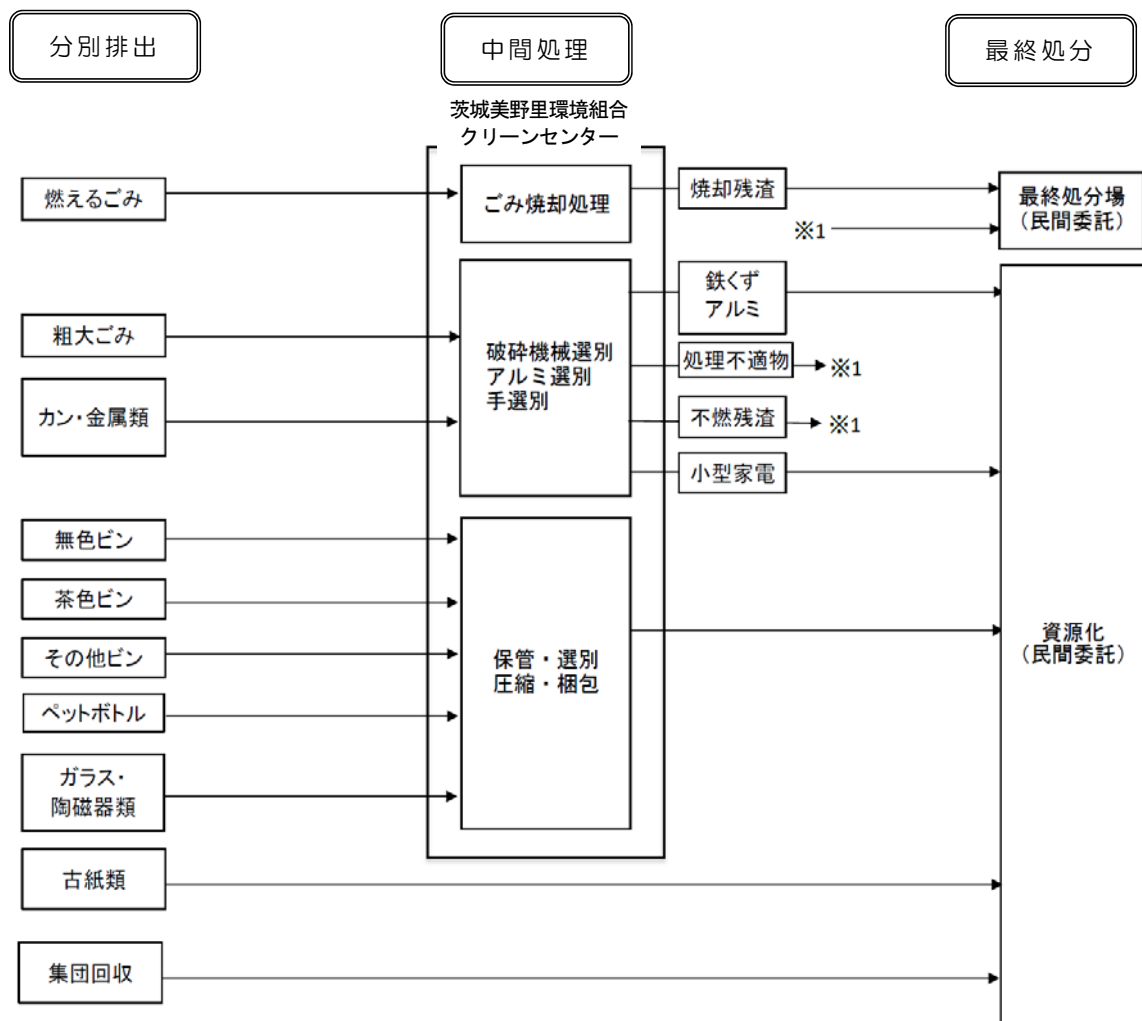 分別排出
中間処理
最終処分
茨城美野里環境組合
クリーンセンター
燃えるごみ
ごみ焼却処理
焼却残渣
※1
最終処分場
（民間委託）
粗大ごみ
カン・金属類
破砕機械選別
アルミ選別
手選別
鉄くず
アルミ
処理不適物
※1
不燃残渣
※1
小型家電
無色ビン
茶色ビン
その他ビン
ペットボトル
ガラス・
陶磁器類
保管・選別
圧縮・梱包
資源化
（民間委託）
古紙類
集団回収